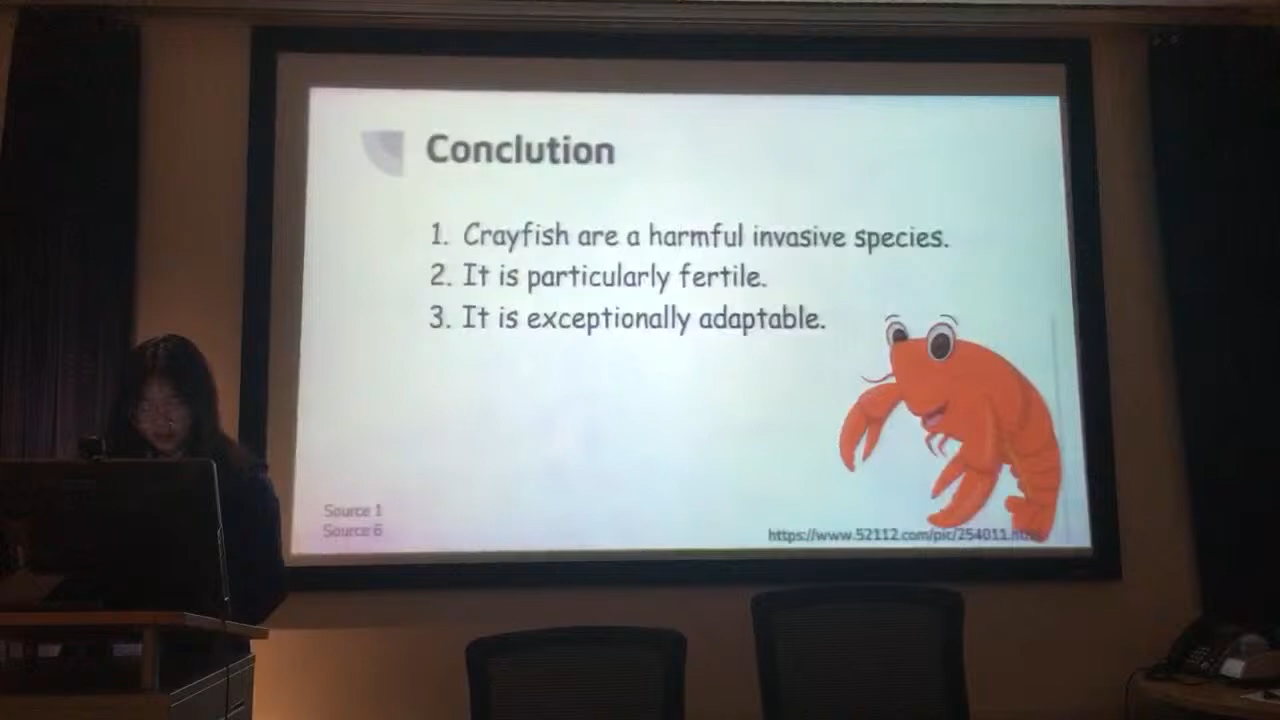 Conclution
1. Crayfish are a harmful invasive species.
2. It is particularly fertile.
3. It is exceptionally adaptable.
Source 1
Source 6
https://www.52112.com/pic/254011.html